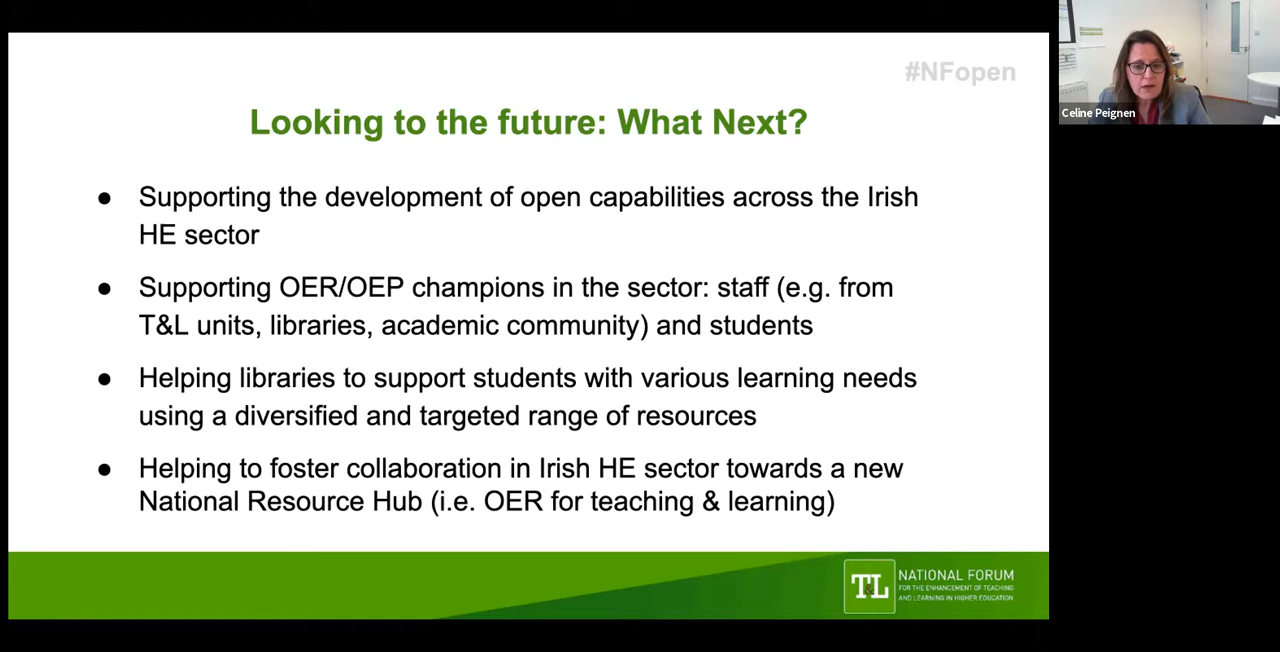 #NFopen
Celine Peignen
Looking to the future: What Next?
● Supporting the development of open capabilities across the Irish
HE sector
● Supporting OER/OEP champions in the sector: staff (e.g. from
T&L units, libraries, academic community) and students
● Helping libraries to support students with various learning needs
using a diversified and targeted range of resources
● Helping to foster collaboration in Irish HE sector towards a new
National Resource Hub (i.e. OER for teaching & learning)
T&L
NATIONAL FORUM
FOR THE ENHANCEMENT OF TEACHING
AND LEARNING IN HIGHER EDUCATION